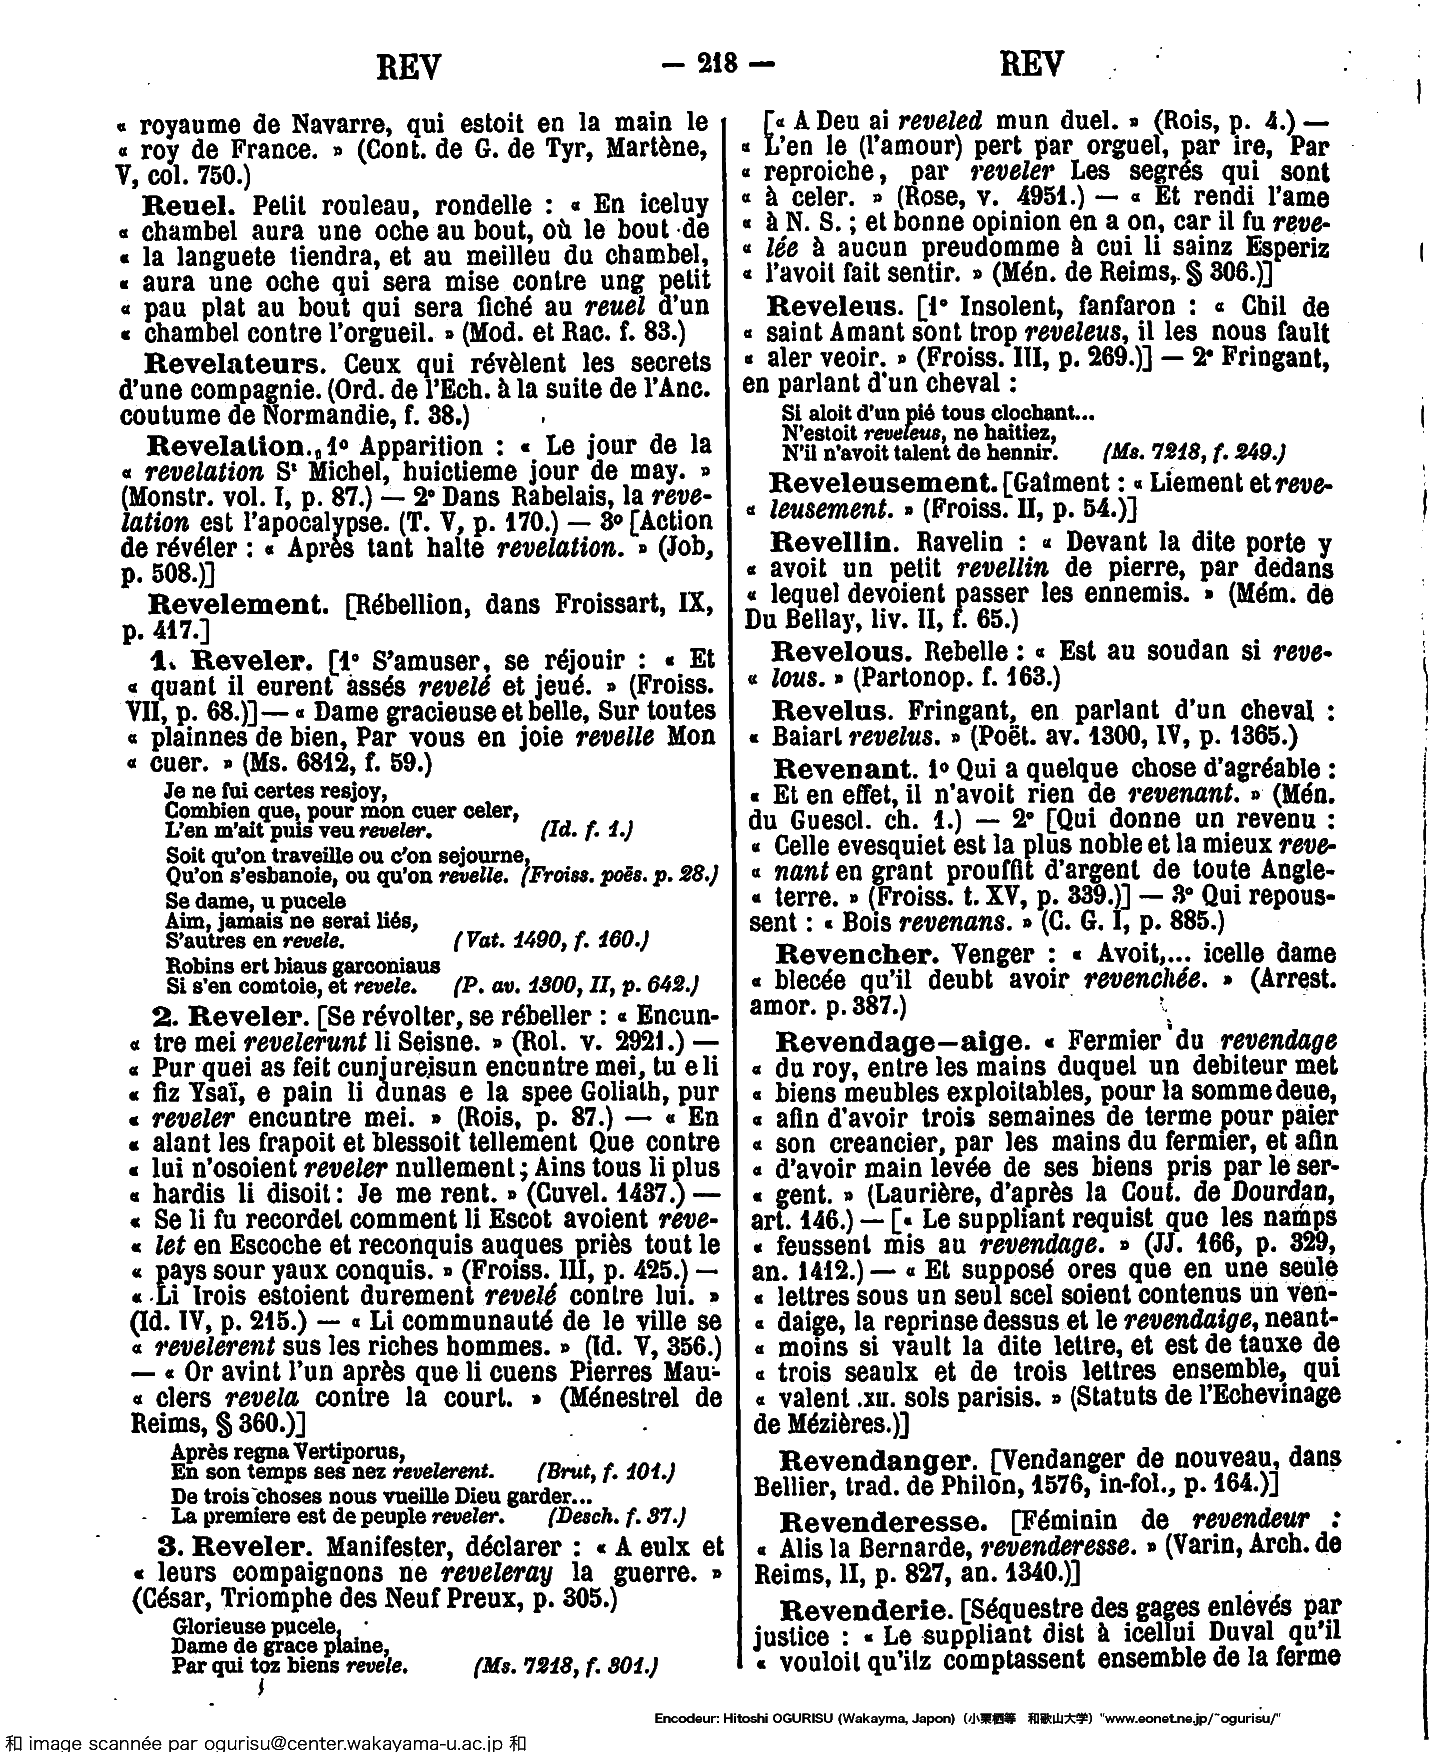 REV — 218 — REV
« royaume de Navarre, qui estoit en la main le
« roy de France. » (Cont. de G. de Tyr, Martène,
V, col. 750.)
Reuel. Petit rouleau, rondelle : « En iceluy
« chambel aura une oche au bout, où le bout de
« la languete tiendra, et au meilleu du chambel,
« aura une oche qui sera mise contre ung petit
« pau plat au bout qui sera fiché au reuel d'un
« chambel contre l'orgueil. » (Mod. et Rac. f. 83.)
Revelateurs. Ceux qui révèlent les secrets
d'une compagnie. (Ord. de l'Ech. à la suite de l'Anc.
coutume de Normandie, f. 38.)
Revelation. 1º Apparition : « Le jour de la
« revelation Sᵗ Michel, huictieme jour de may. »
(Monstr. vol. I, p. 87.) — 2º Dans Rabelais, la reve-
lation est l'apocalypse. (T. V, p. 170.) — 3º [Action
de révéler : « Après tant halte revelation. » (Job,
p. 508.)]
Revelement. [Rébellion, dans Froissart, IX,
p. 417.]
1. Reveler. [1º S'amuser, se réjouir : « Et
« quant il eurent assés revelé et jeué. » (Froiss.
VII, p. 68.)] — « Dame gracieuse et belle, Sur toutes
« plainnes de bien, Par vous en joie revelle Mon
« cuer. » (Ms. 6812, f. 59.)
Je ne fui certes resjoy,
Combien que, pour mon cuer celer,
L'en m'ait puis veu reveler. (Id. f. 1.)
Soit qu'on traveille ou c'on sejourne,
Qu'on s'esbanoie, ou qu'on revelle. (Froiss. poës. p. 28.)
Se dame, u pucele
Aim, jamais ne serai liés,
S'autres en revele. (Vat. 1490, f. 160.)
Robins ert biaus garconiaus
Si s'en comtoie, et revele. (P. av. 1300, II, p. 642.)
2. Reveler. [Se révolter, se rébeller : « Encun-
« tre mei revelerunt li Seisne. » (Rol. v. 2921.) —
« Pur quei as feit cunjureisun encuntre mei, tu e li
« fiz Ysaï, e pain li dunas e la spee Goliath, pur
« reveler encuntre mei. » (Rois, p. 87.) — « En
« alant les frapoit et blessoit tellement Que contre
« lui n'osoient reveler nullement ; Ains tous li plus
« hardis li disoit : Je me rent. » (Cuvel. 1437.) —
« Se li fu recordet comment li Escot avoient reve-
« let en Escoche et reconquis auques priès tout le
« pays sour yaux conquis. » (Froiss. III, p. 425.) —
« Li trois estoient durement revelé contre lui. »
(Id. IV, p. 215.) — « Li communauté de le ville se
« revelerent sus les riches hommes. » (Id. V, 356.)
— « Or avint l'un après que li cuens Pierres Mau-
« clers revela contre la court. » (Ménestrel de
Reims, § 360.)]
Après regna Vertiporus,
En son temps ses nez revelerent. (Brut, f. 101.)
De trois choses nous vueille Dieu garder...
La premiere est de peuple reveler. (Desch. f. 37.)
3. Reveler. Manifester, déclarer : « A eulx et
« leurs compaignons ne reveleray la guerre. »
(César, Triomphe des Neuf Preux, p. 305.)
Glorieuse pucele,
Dame de grace plaine,
Par qui toz biens revele. (Ms. 7218, f. 301.)
[« A Deu ai reveled mun duel. » (Rois, p. 4.) —
« L'en le (l'amour) pert par orguel, par ire, Par
« reproiche, par reveler Les segrés qui sont
« à celer. » (Rose, v. 4951.) — « Et rendi l'ame
« à N. S. ; et bonne opinion en a on, car il fu reve-
« lée à aucun preudomme à cui li sainz Esperiz
« l'avoit fait sentir. » (Mén. de Reims, § 306.)]
Reveleus. [1º Insolent, fanfaron : « Chil de
« saint Amant sont trop reveleus, il les nous fault
« aler veoir. » (Froiss. III, p. 269.)] — 2º Fringant,
en parlant d'un cheval :
Si aloit d'un pié tous clochant...
N'estoit reveleus, ne haitiez,
N'il n'avoit talent de hennir. (Ms. 7218, f. 249.)
Reveleusement. [Gaîment : « Liement et reve-
« leusement. » (Froiss. II, p. 54.)]
Revellin. Ravelin : « Devant la dite porte y
« avoit un petit revellin de pierre, par dedans
« lequel devoient passer les ennemis. » (Mém. de
Du Bellay, liv. II, f. 65.)
Revelous. Rebelle : « Est au soudan si reve-
« lous. » (Partonop. f. 163.)
Revelus. Fringant, en parlant d'un cheval :
« Baiart revelus. » (Poët. av. 1300, IV, p. 1365.)
Revenant. 1º Qui a quelque chose d'agréable :
« Et en effet, il n'avoit rien de revenant. » (Mén.
du Guescl. ch. 1.) — 2º [Qui donne un revenu :
« Celle evesquiet est la plus noble et la mieux reve-
« nant en grant prouffit d'argent de toute Angle-
« terre. » (Froiss. t. XV, p. 339.)] — 3º Qui repous-
sent : « Bois revenans. » (C. G. I, p. 885.)
Revencher. Venger : « Avoit,... icelle dame
« blecée qu'il deubt avoir revenchée. » (Arrest.
amor. p. 387.)
Revendage-aige. « Fermier du revendage
« du roy, entre les mains duquel un debiteur met
« biens meubles exploitables, pour la somme deue,
« afin d'avoir trois semaines de terme pour paier
« son creancier, par les mains du fermier, et afin
« d'avoir main levée de ses biens pris par le ser-
« gent. » (Laurière, d'après la Cout. de Dourdan,
art. 146.) — [« Le suppliant requist que les namps
« feussent mis au revendage. » (JJ. 166, p. 329,
an. 1412.) — « Et supposé ores que en une seule
« lettres sous un seul scel soient contenus un ven-
« daige, la reprinse dessus et le revendaige, neant-
« moins si vault la dite lettre, et est de tauxe de
« trois seaulx et de trois lettres ensemble, qui
« valent .XII. sols parisis. » (Statuts de l'Echevinage
de Mézières.)]
Revendanger. [Vendanger de nouveau, dans
Bellier, trad. de Philon, 1576, in-fol., p. 164.)]
Revenderesse. [Féminin de revendeur :
« Alis la Bernarde, revenderesse. » (Varin, Arch. de
Reims, II, p. 827, an. 1340.)]
Revenderie. [Séquestre des gages enlevés par
justice : « Le suppliant dist à icellui Duval qu'il
« vouloit qu'ilz comptassent ensemble de la ferme
Encodeur: Hitoshi OGURISU (Wakayma, Japon) (小栗栖等 和歌山大学) "www.eonet.ne.jp/~ogurisu/"
和 image scannée par ogurisu@center.wakayama-u.ac.jp 和